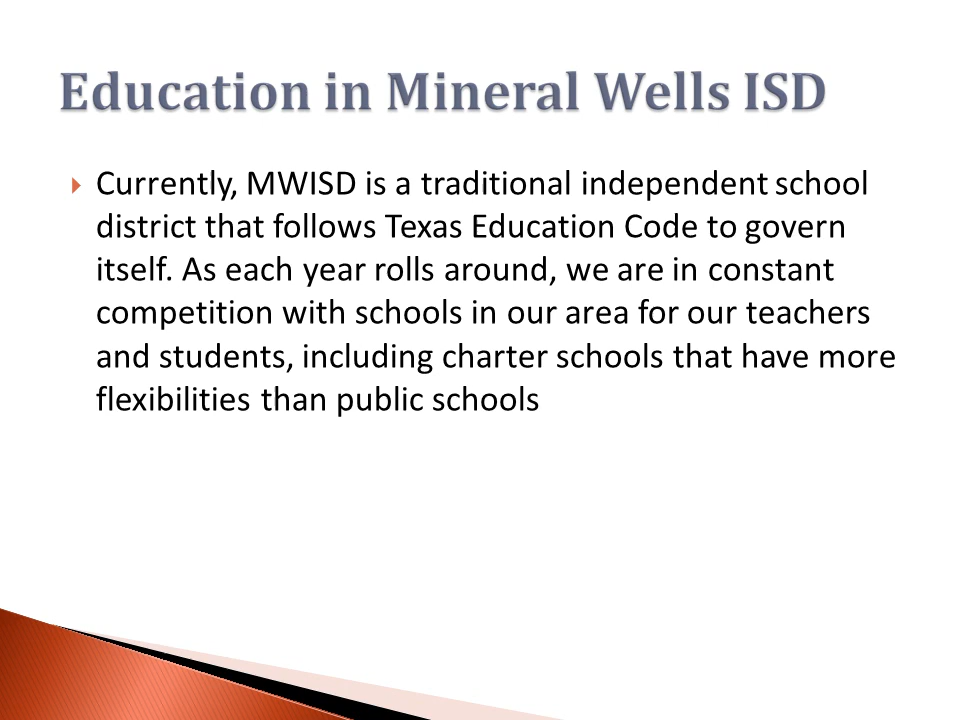 Education in Mineral Wells ISD
Currently, MWISD is a traditional independent school
district that follows Texas Education Code to govern
itself. As each year rolls around, we are in constant
competition with schools in our area for our teachers
and students, including charter schools that have more
flexibilities than public schools